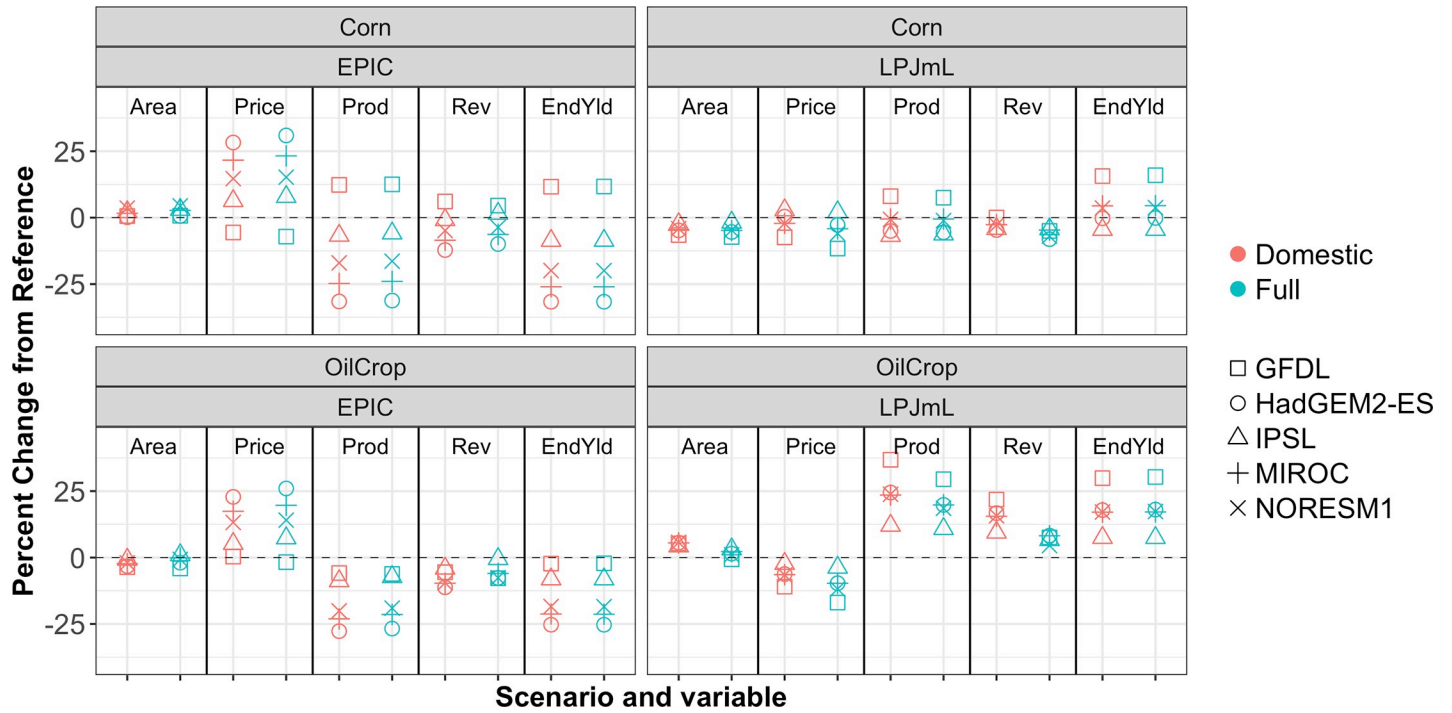 Corn
EPIC
Area Price Prod Rev EndYld
25
0
-25
Corn
LPJmL
Area Price Prod Rev EndYld
OilCrop
EPIC
Area Price Prod Rev EndYld
25
0
-25
OilCrop
LPJmL
Area Price Prod Rev EndYld
Percent Change from Reference
Scenario and variable
Domestic
Full
GFDL
HadGEM2-ES
IPSL
MIROC
NORESM1